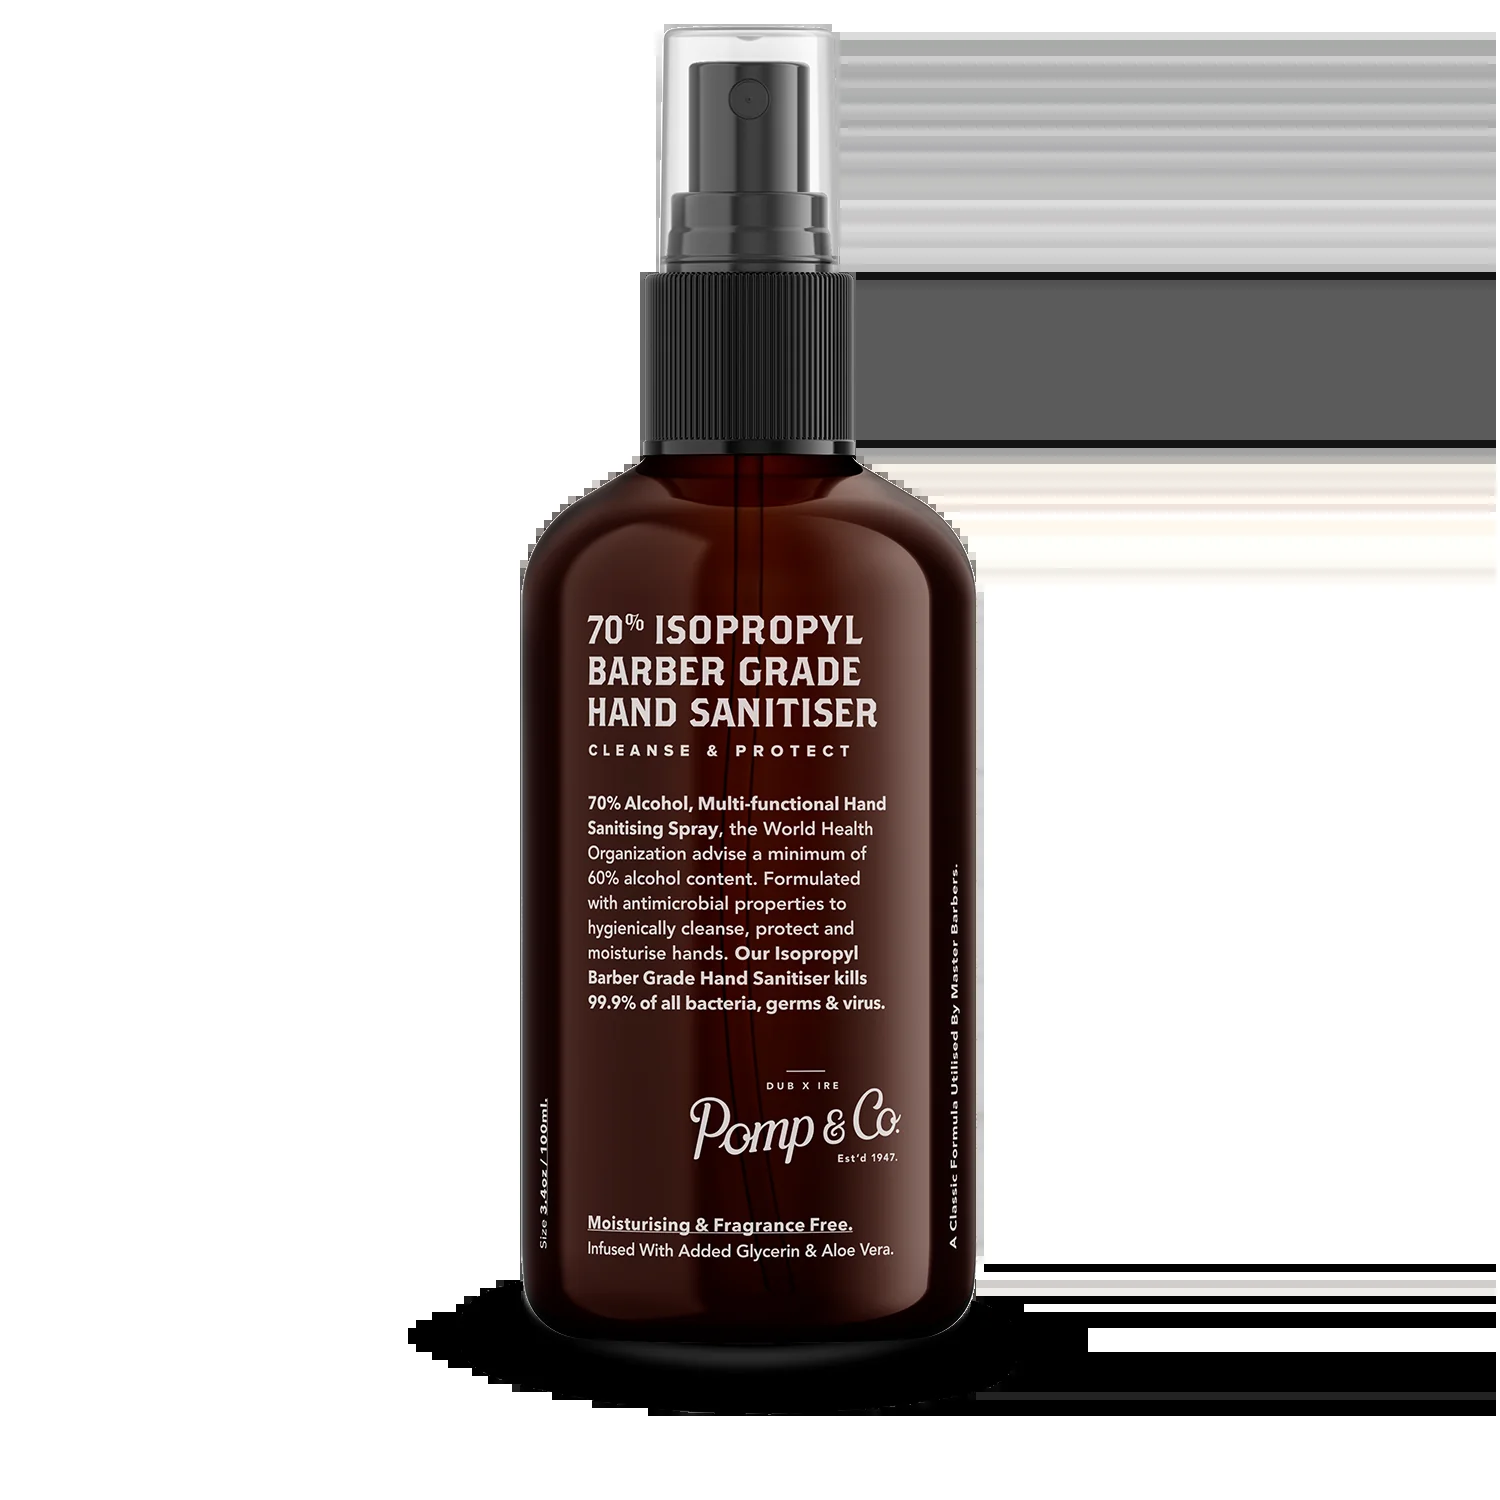 70% ISOPROPYL
BARBER GRADE
HAND SANITISER
CLEANSE & PROTECT
70% Alcohol, Multi-functional Hand
Sanitising Spray, the World Health
Organization advise a minimum of
60% alcohol content. Formulated
with antimicrobial properties to
hygienically cleanse, protect and
moisturise hands. Our Isopropyl
Barber Grade Hand Sanitiser kills
99.9% of all bacteria, germs & virus.
DUB X IRE
Pomp & Co.
Est'd 1947.
Moisturising & Fragrance Free.
Infused With Added Glycerin & Aloe Vera.
Size 3.4oz / 100ml.
A Classic Formula Utilised By Master Barbers.